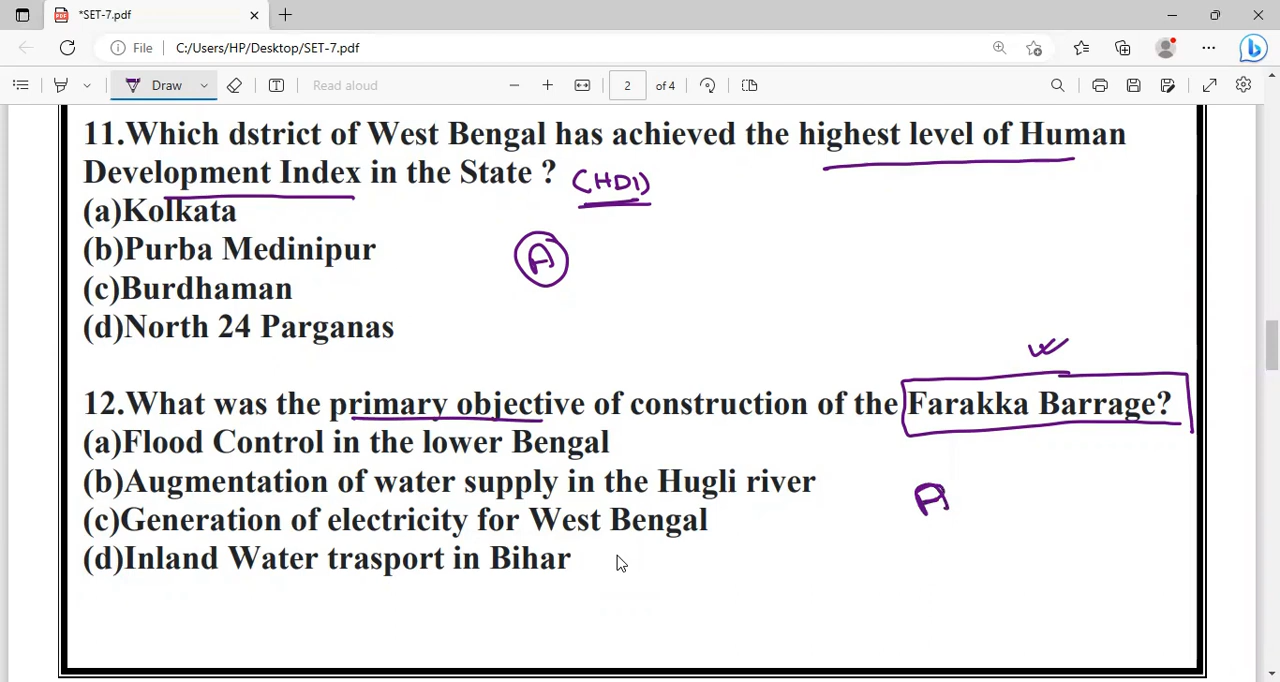 *SET-7.pdf
File C:/Users/HP/Desktop/SET-7.pdf
Draw Read aloud 2 of 4
11.Which dstrict of West Bengal has achieved the highest level of Human
Development Index in the State ? (HDI)
(a)Kolkata
(b)Purba Medinipur
A
(c)Burdhaman
(d)North 24 Parganas
12.What was the primary objective of construction of the Farakka Barrage?
(a)Flood Control in the lower Bengal
(b)Augmentation of water supply in the Hugli river
A
(c)Generation of electricity for West Bengal
(d)Inland Water trasport in Bihar